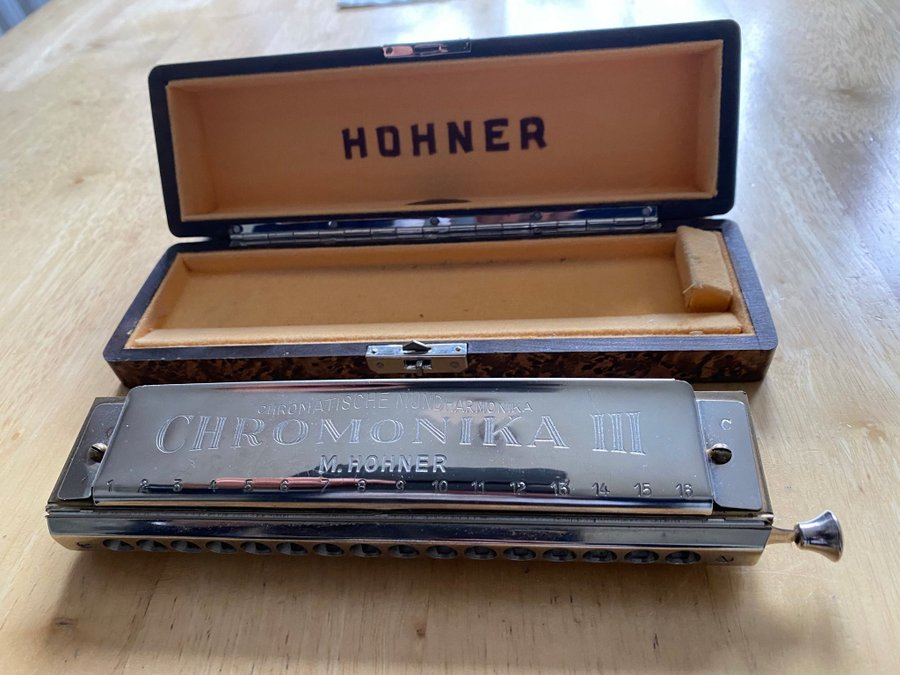 HOHNER
CHROMATISCHE MUNDHARMONIKA
CHROMONIKA III
C
M. HOHNER
1 2 3 4 5 6 7 8 9 10 11 12 13 14 15 16